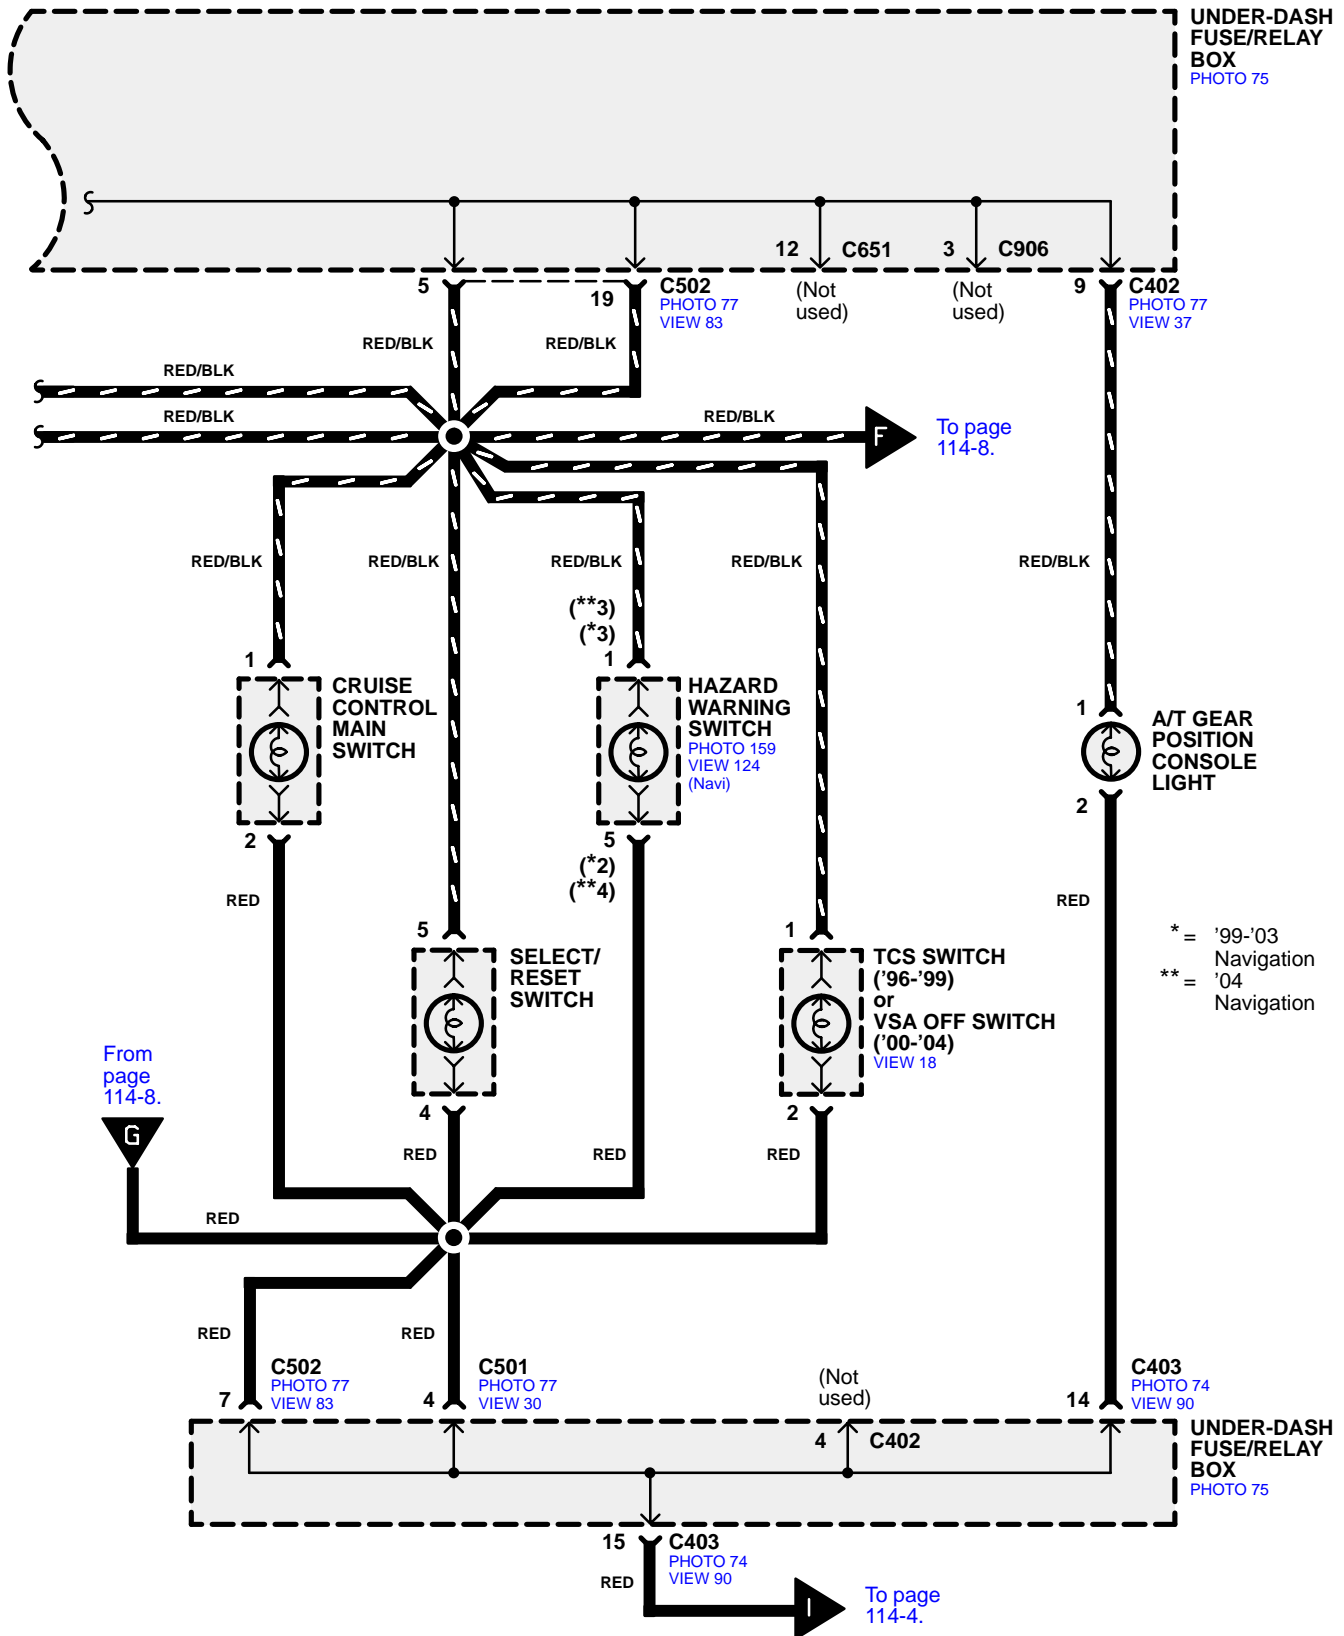 UNDER-DASH
FUSE/RELAY
BOX
PHOTO 75
12
C651
3
C906
5
19
C502
PHOTO 77
VIEW 83
(Not
used)
(Not
used)
9
C402
PHOTO 77
VIEW 37
RED/BLK
RED/BLK
RED/BLK
RED/BLK
RED/BLK
F
To page
114-8.
RED/BLK
RED/BLK
RED/BLK
RED/BLK
RED/BLK
(**3)
(*3)
1
CRUISE
CONTROL
MAIN
SWITCH
2
1
HAZARD
WARNING
SWITCH
PHOTO 159
VIEW 124
(Navi)
5
(*2)
(**4)
1
A/T GEAR
POSITION
CONSOLE
LIGHT
2
RED
RED
* = '99-'03
Navigation
** = '04
Navigation
5
SELECT/
RESET
SWITCH
4
1
TCS SWITCH
('96-'99)
or
VSA OFF SWITCH
('00-'04)
VIEW 18
2
From
page
114-8.
G
RED
RED
RED
RED
RED
RED
7
C502
PHOTO 77
VIEW 83
4
C501
PHOTO 77
VIEW 30
(Not
used)
14
C403
PHOTO 74
VIEW 90
4
C402
UNDER-DASH
FUSE/RELAY
BOX
PHOTO 75
15
C403
PHOTO 74
VIEW 90
RED
I
To page
114-4.